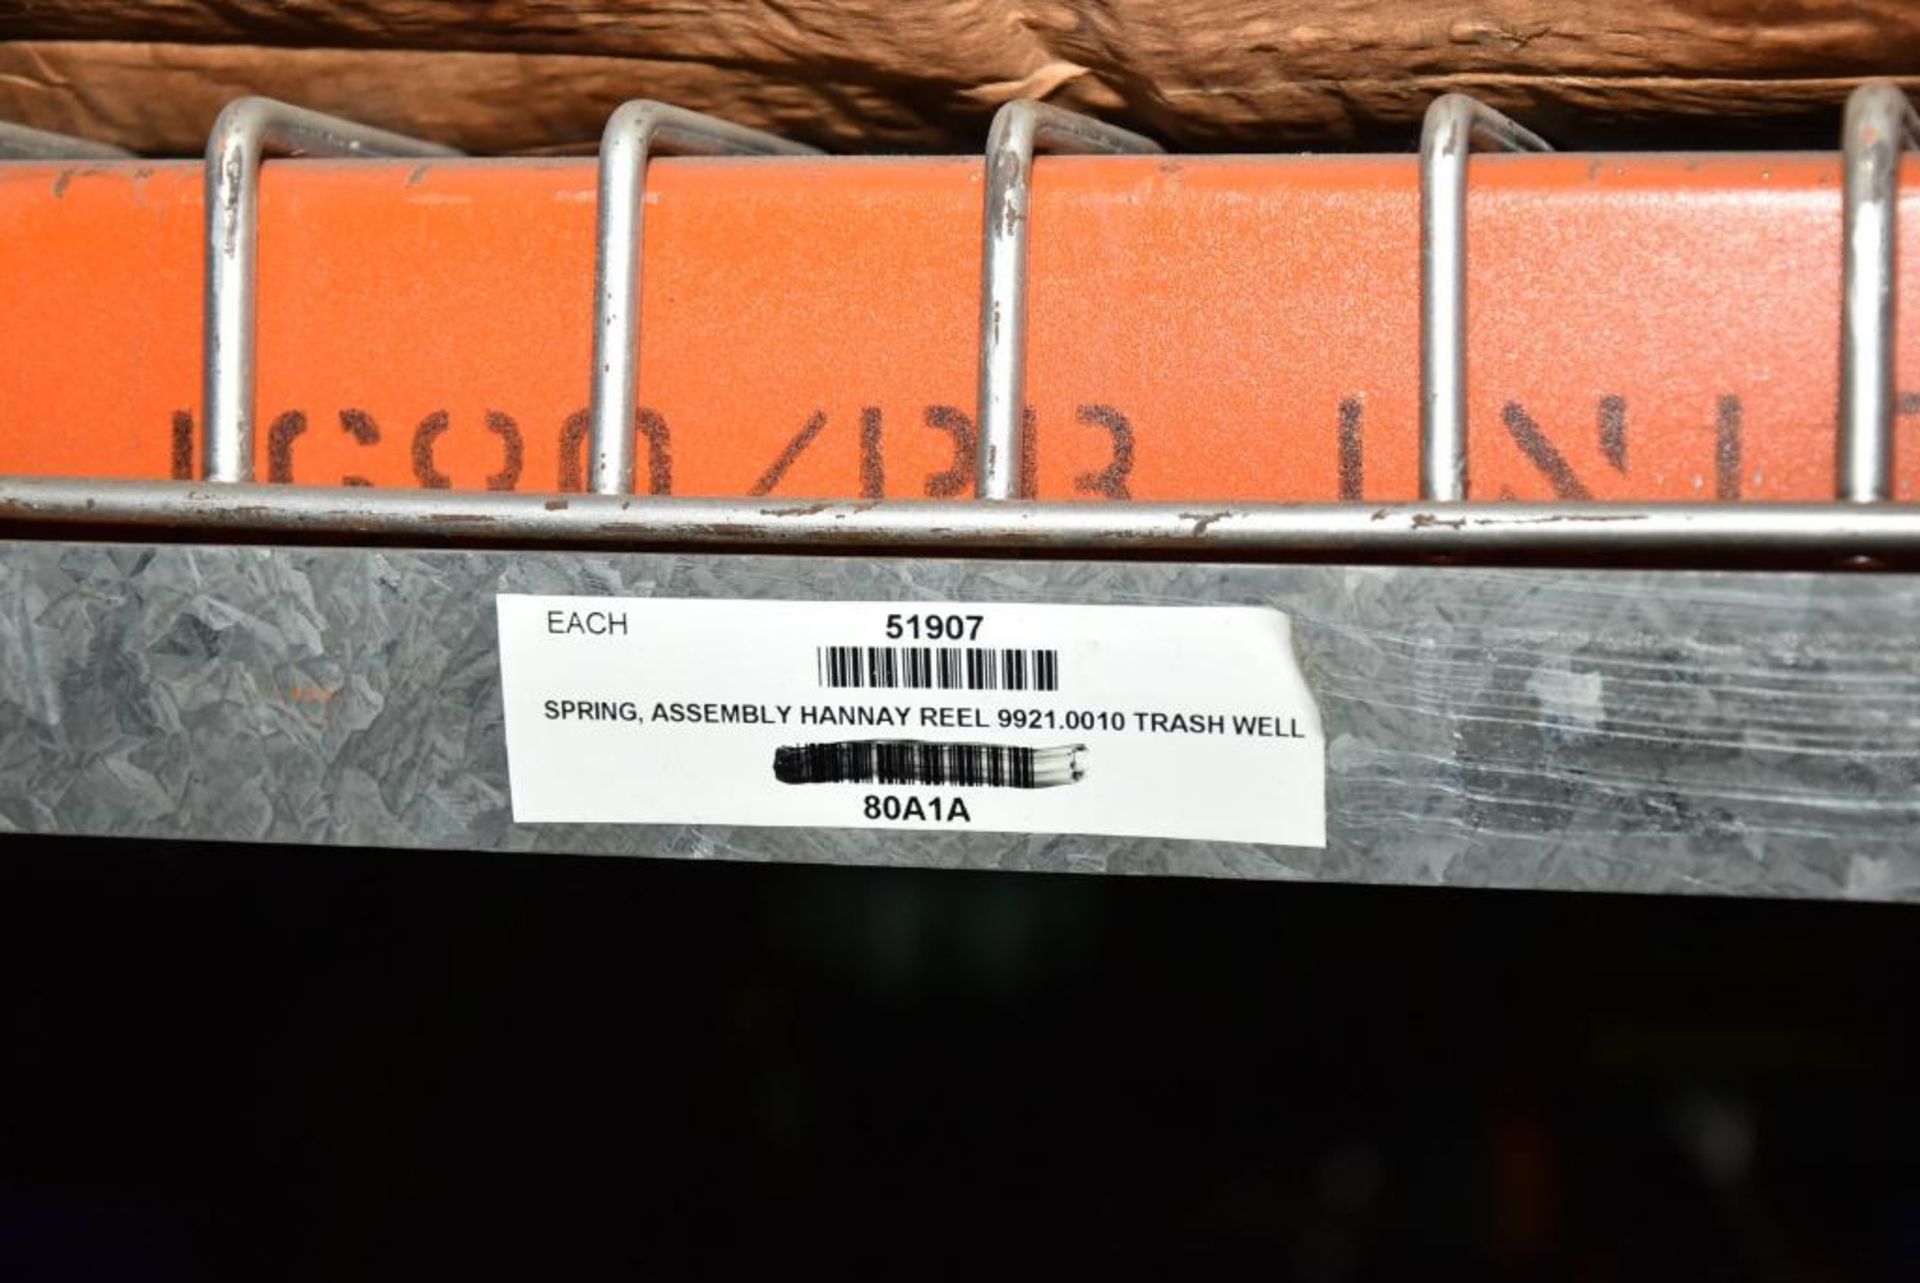 EACH 51907
SPRING, ASSEMBLY HANNAY REEL 9921.0010 TRASH WELL
80A1A